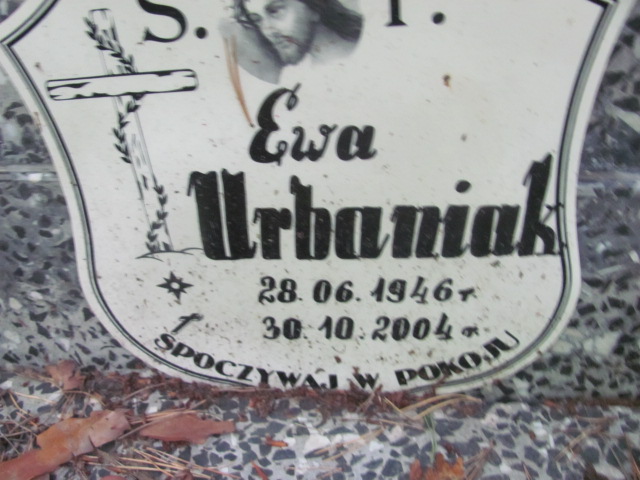 Ś. P.
Ewa
Urbaniak
28. 06. 1946 r
30. 10. 2004 r.
SPOCZYWAJ W POKOJU